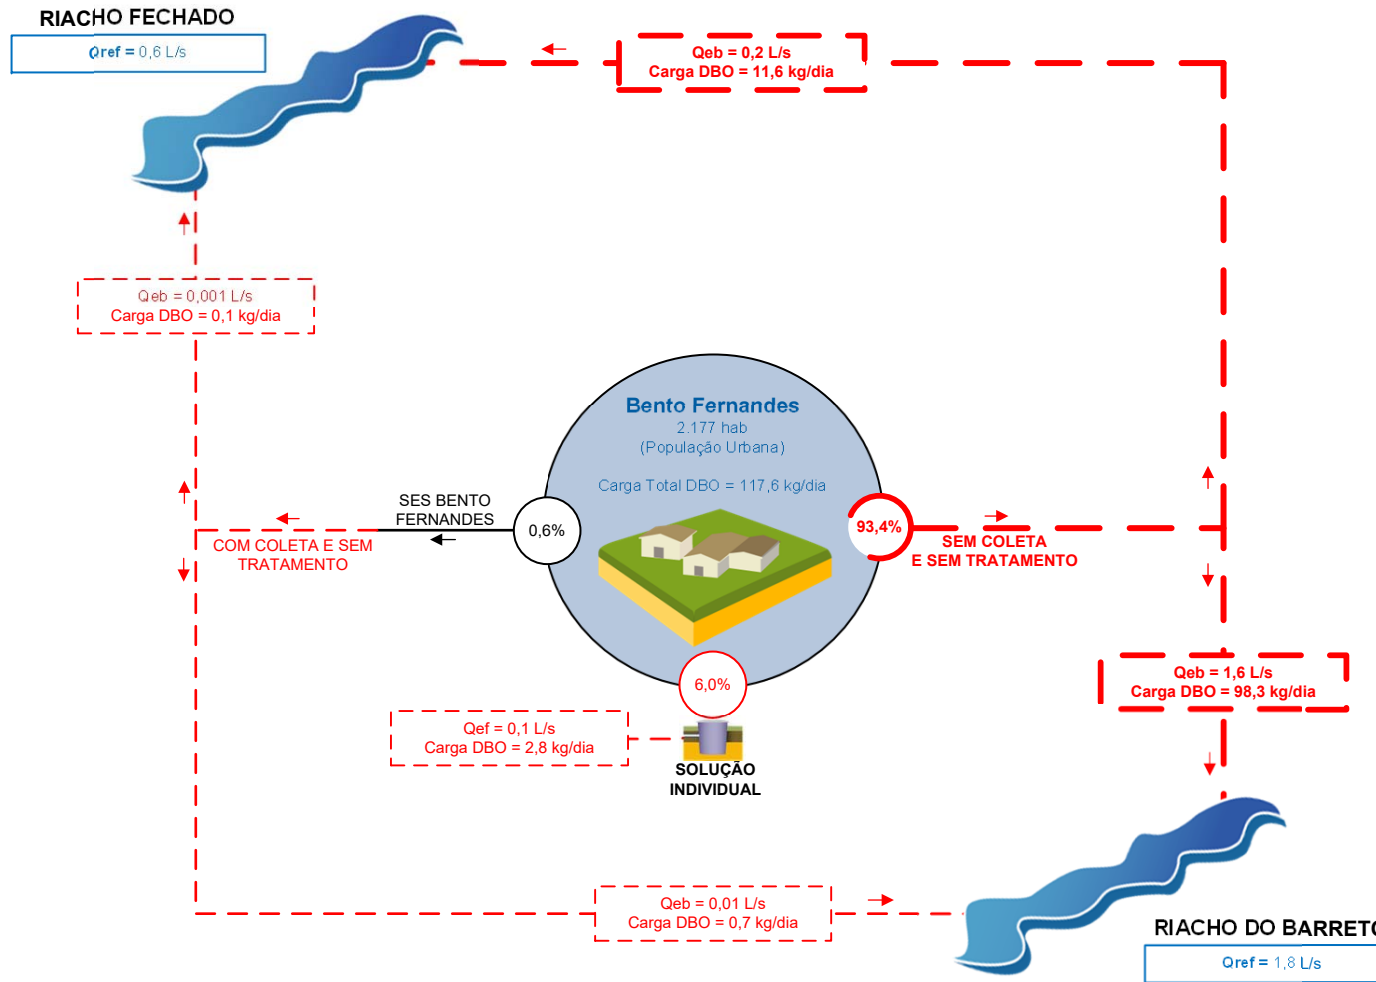 RIACHO FECHADO
Qref = 0,6 L/s
Qeb = 0,2 L/s
Carga DBO = 11,6 kg/dia
Qeb = 0,001 L/s
Carga DBO = 0,1 kg/dia
Bento Fernandes
2.177 hab
(População Urbana)
Carga Total DBO = 117,6 kg/dia
SES BENTO
FERNANDES
0,6%
93,4%
COM COLETA E SEM
TRATAMENTO
SEM COLETA
E SEM TRATAMENTO
6,0%
Qef = 0,1 L/s
Carga DBO = 2,8 kg/dia
SOLUÇÃO
INDIVIDUAL
Qeb = 1,6 L/s
Carga DBO = 98,3 kg/dia
Qeb = 0,01 L/s
Carga DBO = 0,7 kg/dia
RIACHO DO BARRETO
Qref = 1,8 L/s